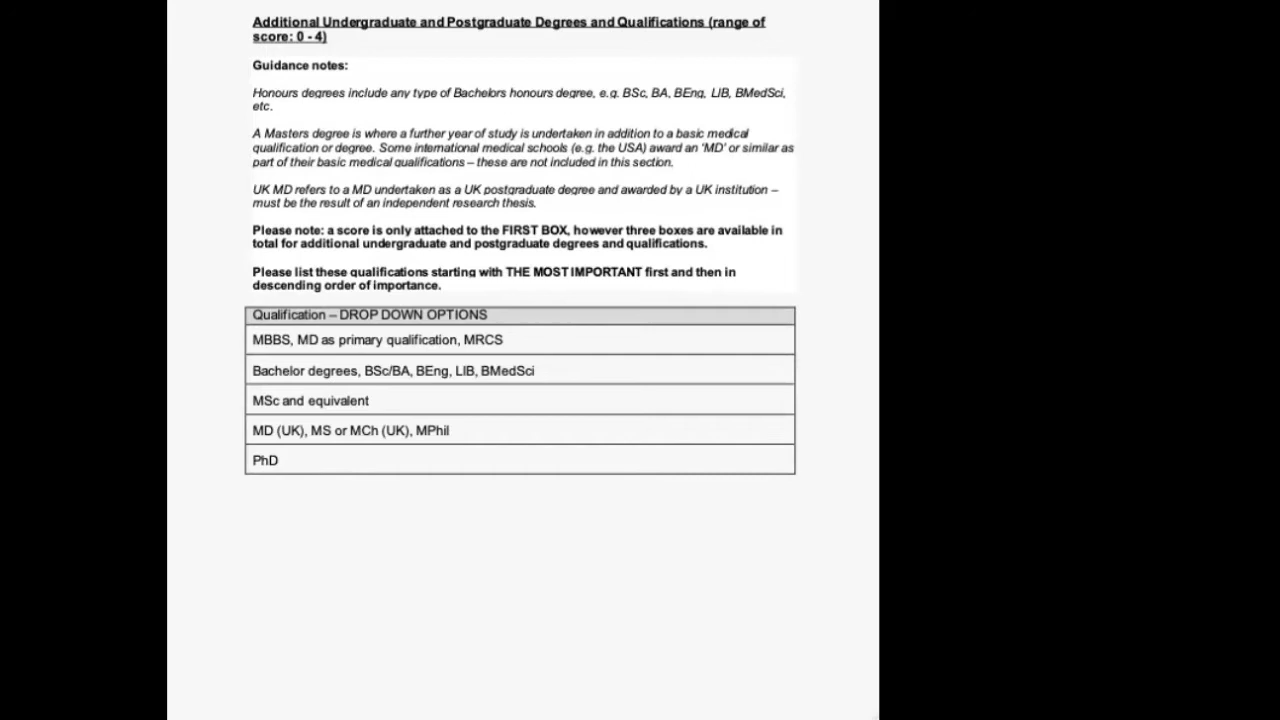 Additional Undergraduate and Postgraduate Degrees and Qualifications (range of
score: 0 - 4)
Guidance notes:
Honours degrees include any type of Bachelors honours degree, e.g. BSc, BA, BEng, LIB, BMedSci,
etc.
A Masters degree is where a further year of study is undertaken in addition to a basic medical
qualification or degree. Some international medical schools (e.g. the USA) award an 'MD' or similar as
part of their basic medical qualifications – these are not included in this section.
UK MD refers to a MD undertaken as a UK postgraduate degree and awarded by a UK institution –
must be the result of an independent research thesis.
Please note: a score is only attached to the FIRST BOX, however three boxes are available in
total for additional undergraduate and postgraduate degrees and qualifications.
Please list these qualifications starting with THE MOST IMPORTANT first and then in
descending order of importance.
Qualification – DROP DOWN OPTIONS
MBBS, MD as primary qualification, MRCS
Bachelor degrees, BSc/BA, BEng, LIB, BMedSci
MSc and equivalent
MD (UK), MS or MCh (UK), MPhil
PhD